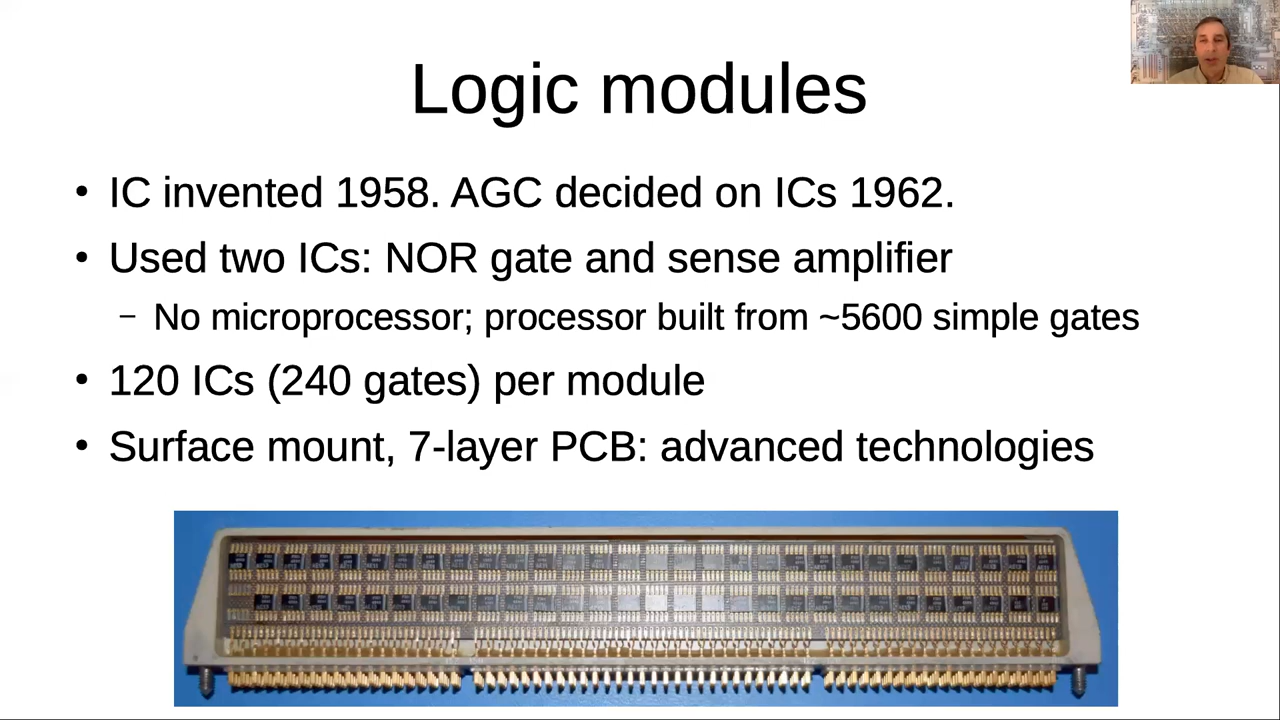 Logic modules
• IC invented 1958. AGC decided on ICs 1962.
• Used two ICs: NOR gate and sense amplifier
– No microprocessor; processor built from ~5600 simple gates
• 120 ICs (240 gates) per module
• Surface mount, 7-layer PCB: advanced technologies